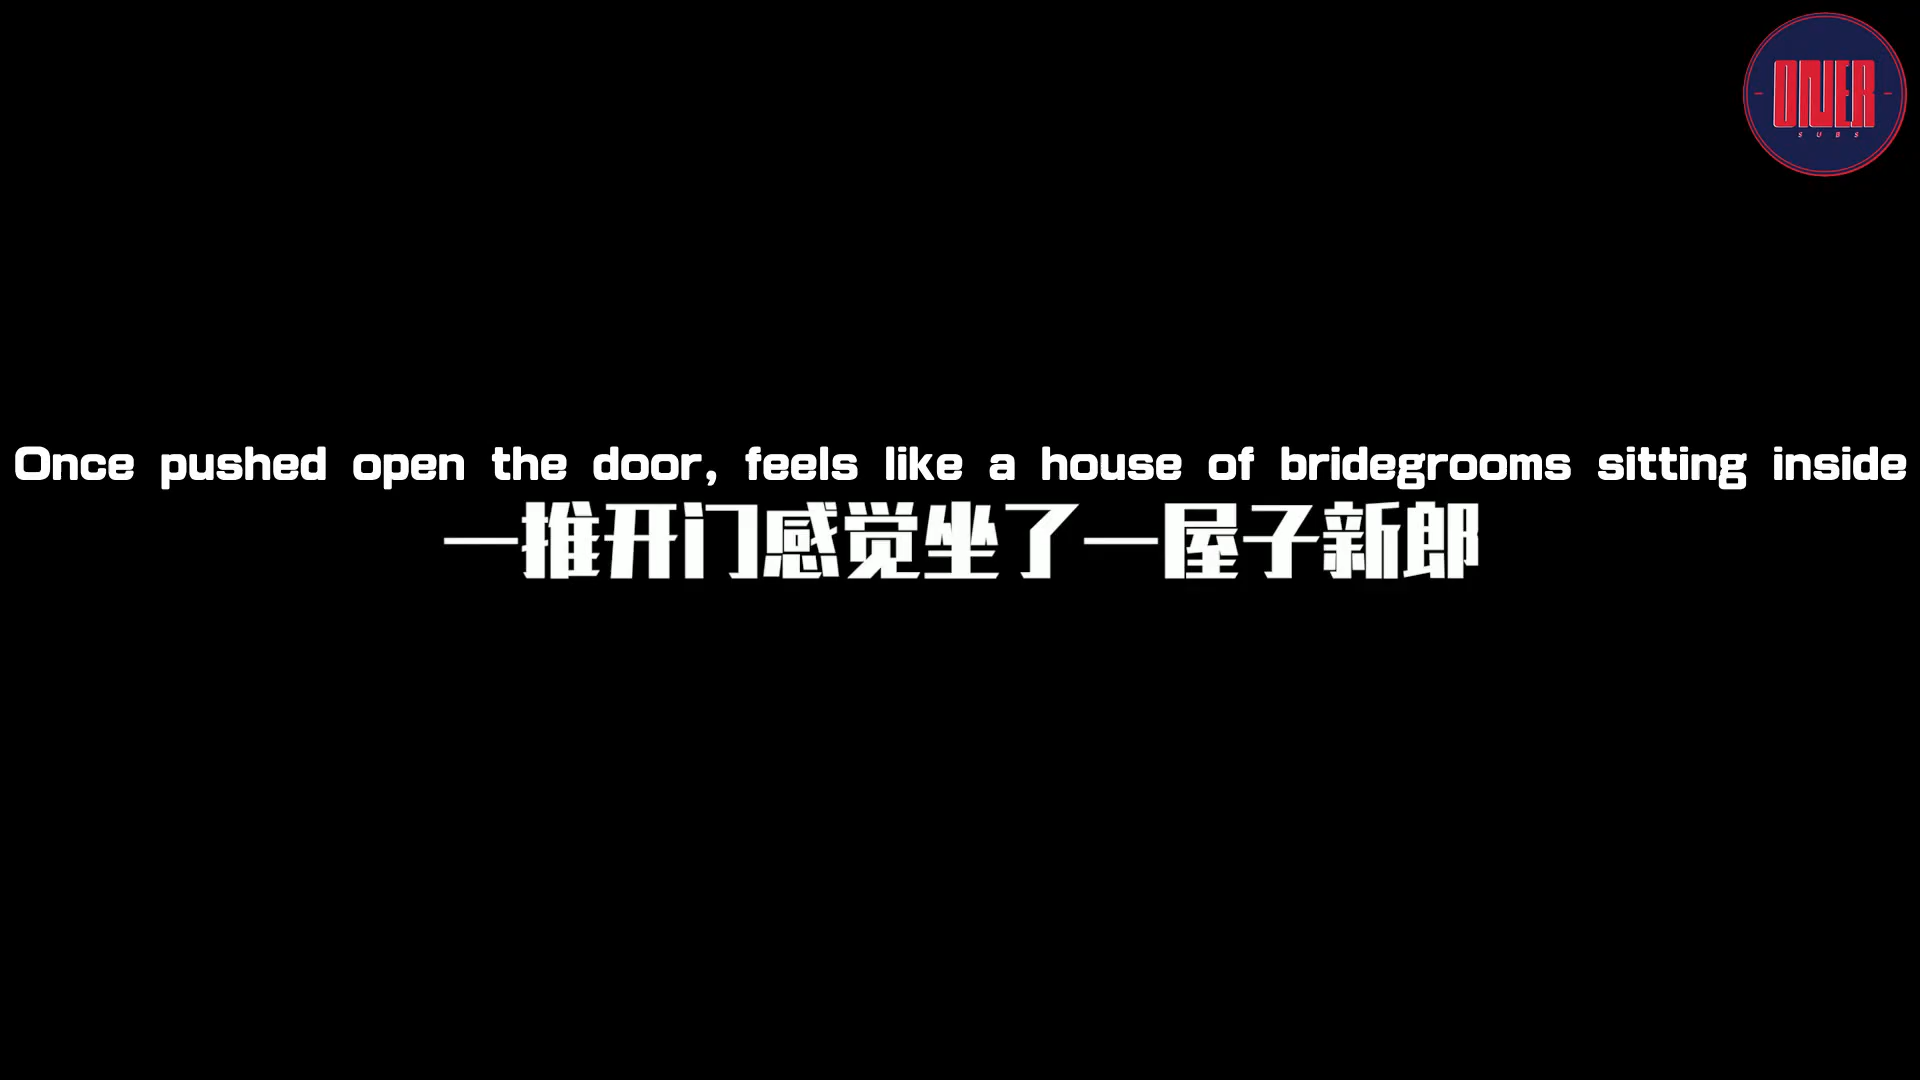 ONER
SUBS
Once pushed open the door, feels like a house of bridegrooms sitting inside
一推开门感觉坐了一屋子新郎